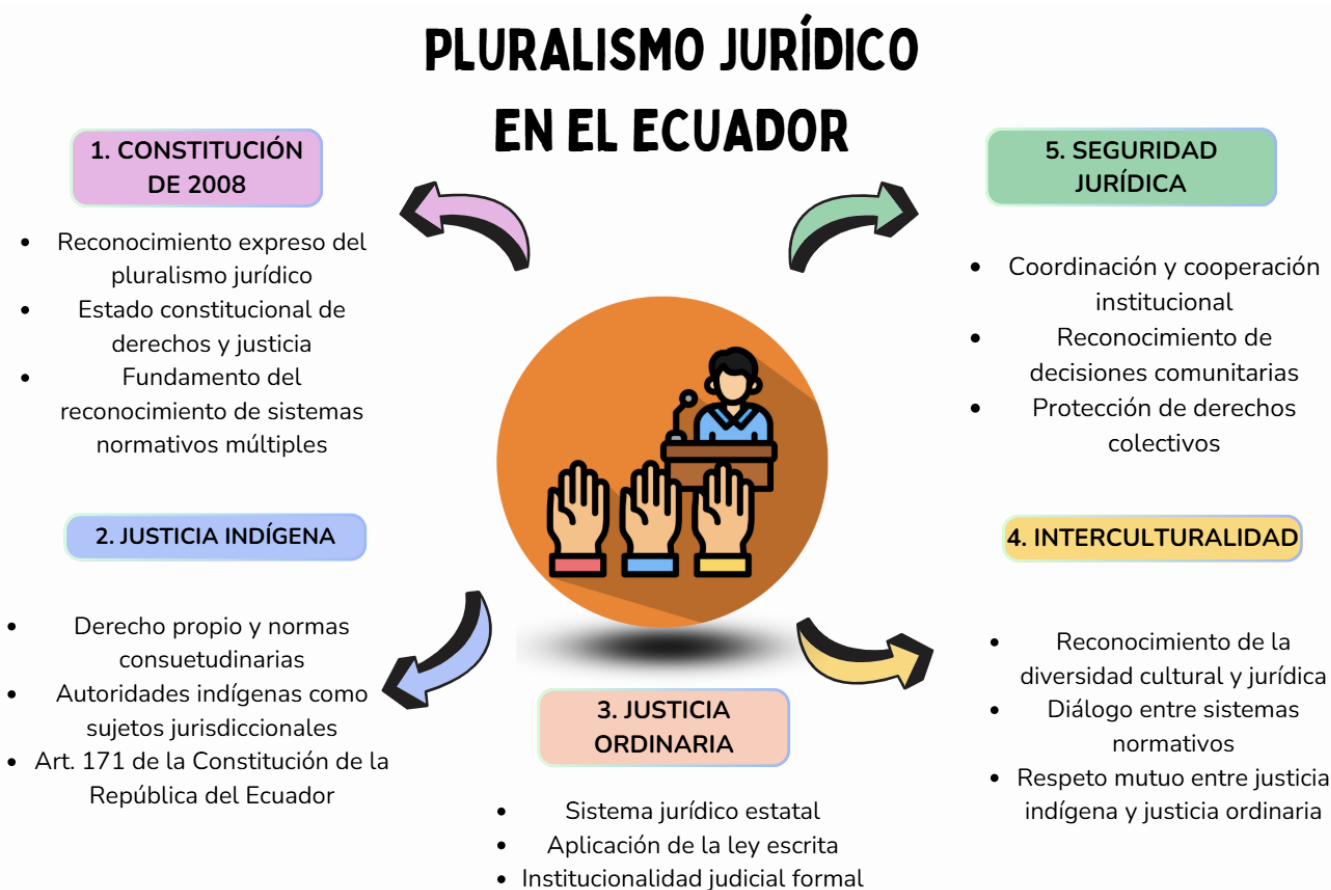 PLURALISMO JURÍDICO
EN EL ECUADOR
1. CONSTITUCIÓN
DE 2008
• Reconocimiento expreso del
pluralismo jurídico
• Estado constitucional de
derechos y justicia
• Fundamento del
reconocimiento de sistemas
normativos múltiples
2. JUSTICIA INDÍGENA
• Derecho propio y normas
consuetudinarias
• Autoridades indígenas como
sujetos jurisdiccionales
• Art. 171 de la Constitución de la
República del Ecuador
3. JUSTICIA
ORDINARIA
• Sistema jurídico estatal
• Aplicación de la ley escrita
• Institucionalidad judicial formal
4. INTERCULTURALIDAD
• Reconocimiento de la
diversidad cultural y jurídica
• Diálogo entre sistemas
normativos
• Respeto mutuo entre justicia
indígena y justicia ordinaria
5. SEGURIDAD
JURÍDICA
• Coordinación y cooperación
institucional
• Reconocimiento de
decisiones comunitarias
• Protección de derechos
colectivos